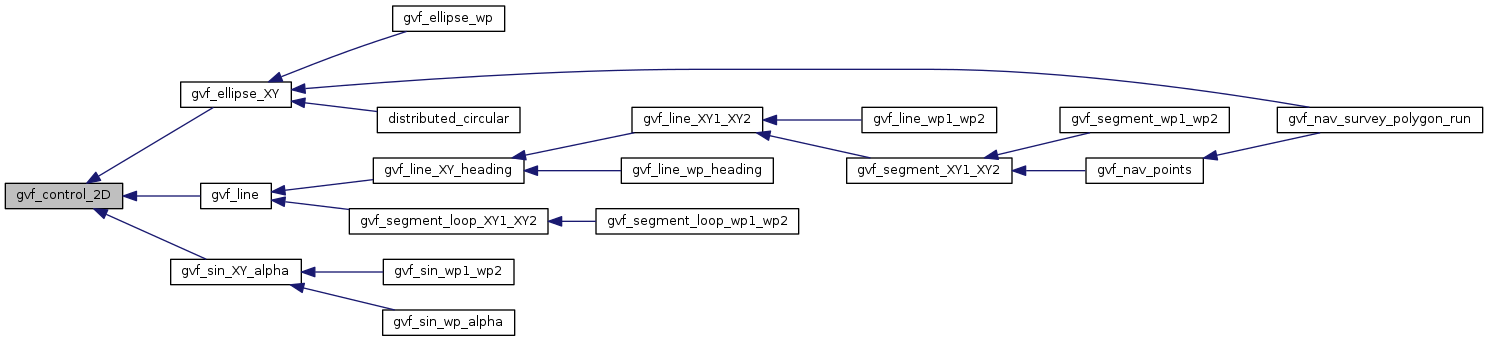 gvf_ellipse_wp
gvf_ellipse_XY
distributed_circular
gvf_line_XY1_XY2
gvf_line_wp1_wp2
gvf_segment_wp1_wp2
gvf_nav_survey_polygon_run
gvf_control_2D
gvf_line
gvf_line_XY_heading
gvf_line_wp_heading
gvf_segment_XY1_XY2
gvf_nav_points
gvf_segment_loop_XY1_XY2
gvf_segment_loop_wp1_wp2
gvf_sin_XY_alpha
gvf_sin_wp1_wp2
gvf_sin_wp_alpha